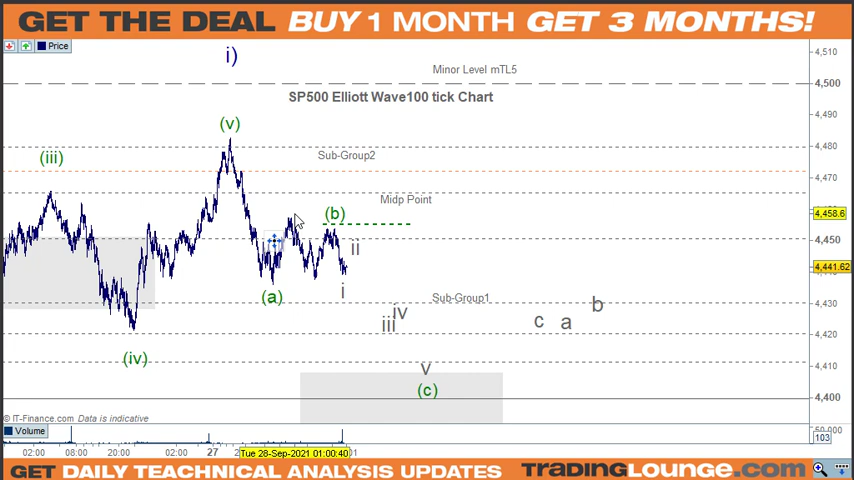 GET THE DEAL BUY 1 MONTH GET 3 MONTHS!
Price
i)
Minor Level mTL5
4,510
4,500
SP500 Elliott Wave100 tick Chart
4,490
(v)
4,480
(iii)
Sub-Group2
4,470
Midp Point
(b)
4,458.6
4,450
ii
4,441.62
i
(a)
Sub-Group1
4,430
b
iv
iii
c
a
4,420
(iv)
4,410
v
(c)
4,400
© IT-Finance.com Data is indicative
Volume
103
02:00
20:00
02:00
27
Tue 28-Sep-2021 01:00:40
01
GET DAILY TEACHNICAL ANALYSIS UPDATES TRADINGLOUNGE.com